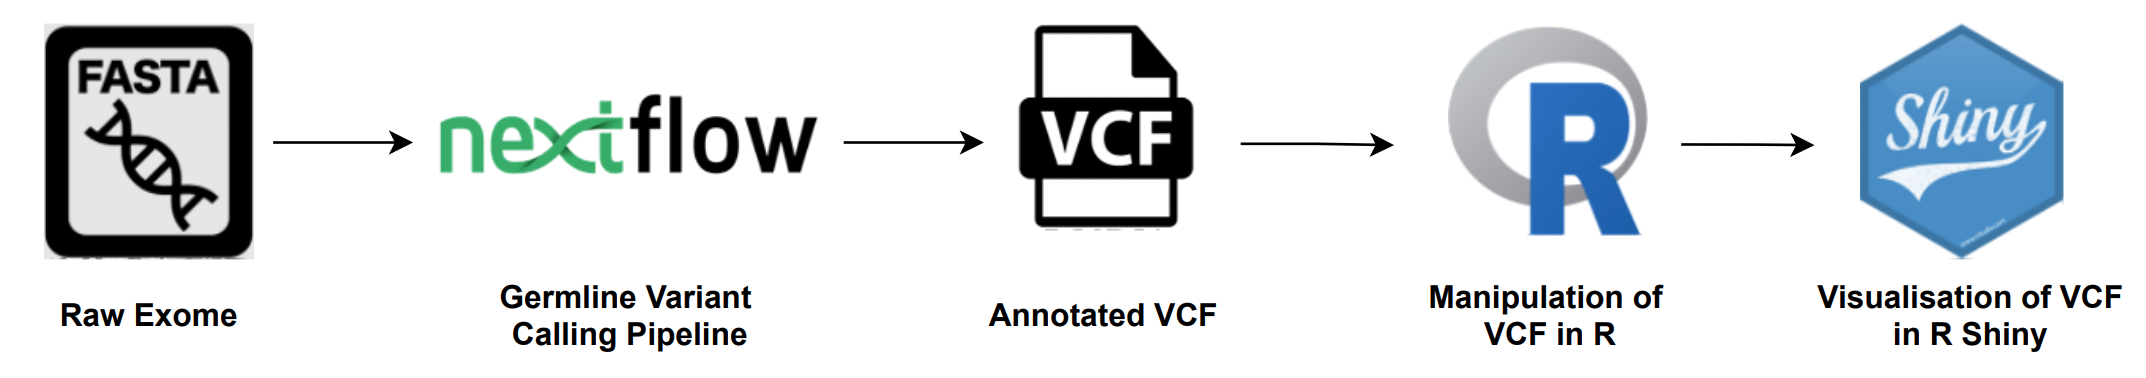 FASTA
nextflow
VCF
R
Shiny
Raw Exome
Germline Variant
Calling Pipeline
Annotated VCF
Manipulation of
VCF in R
Visualisation of VCF
in R Shiny